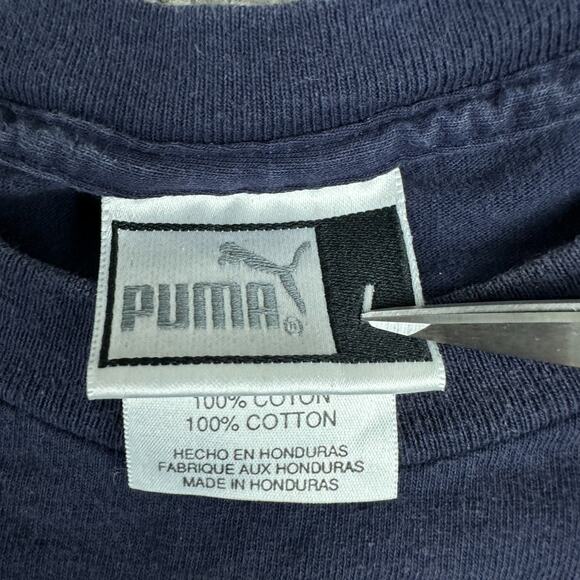 PUMA ® L
100% COTON
100% COTTON
HECHO EN HONDURAS
FABRIQUE AUX HONDURAS
MADE IN HONDURAS